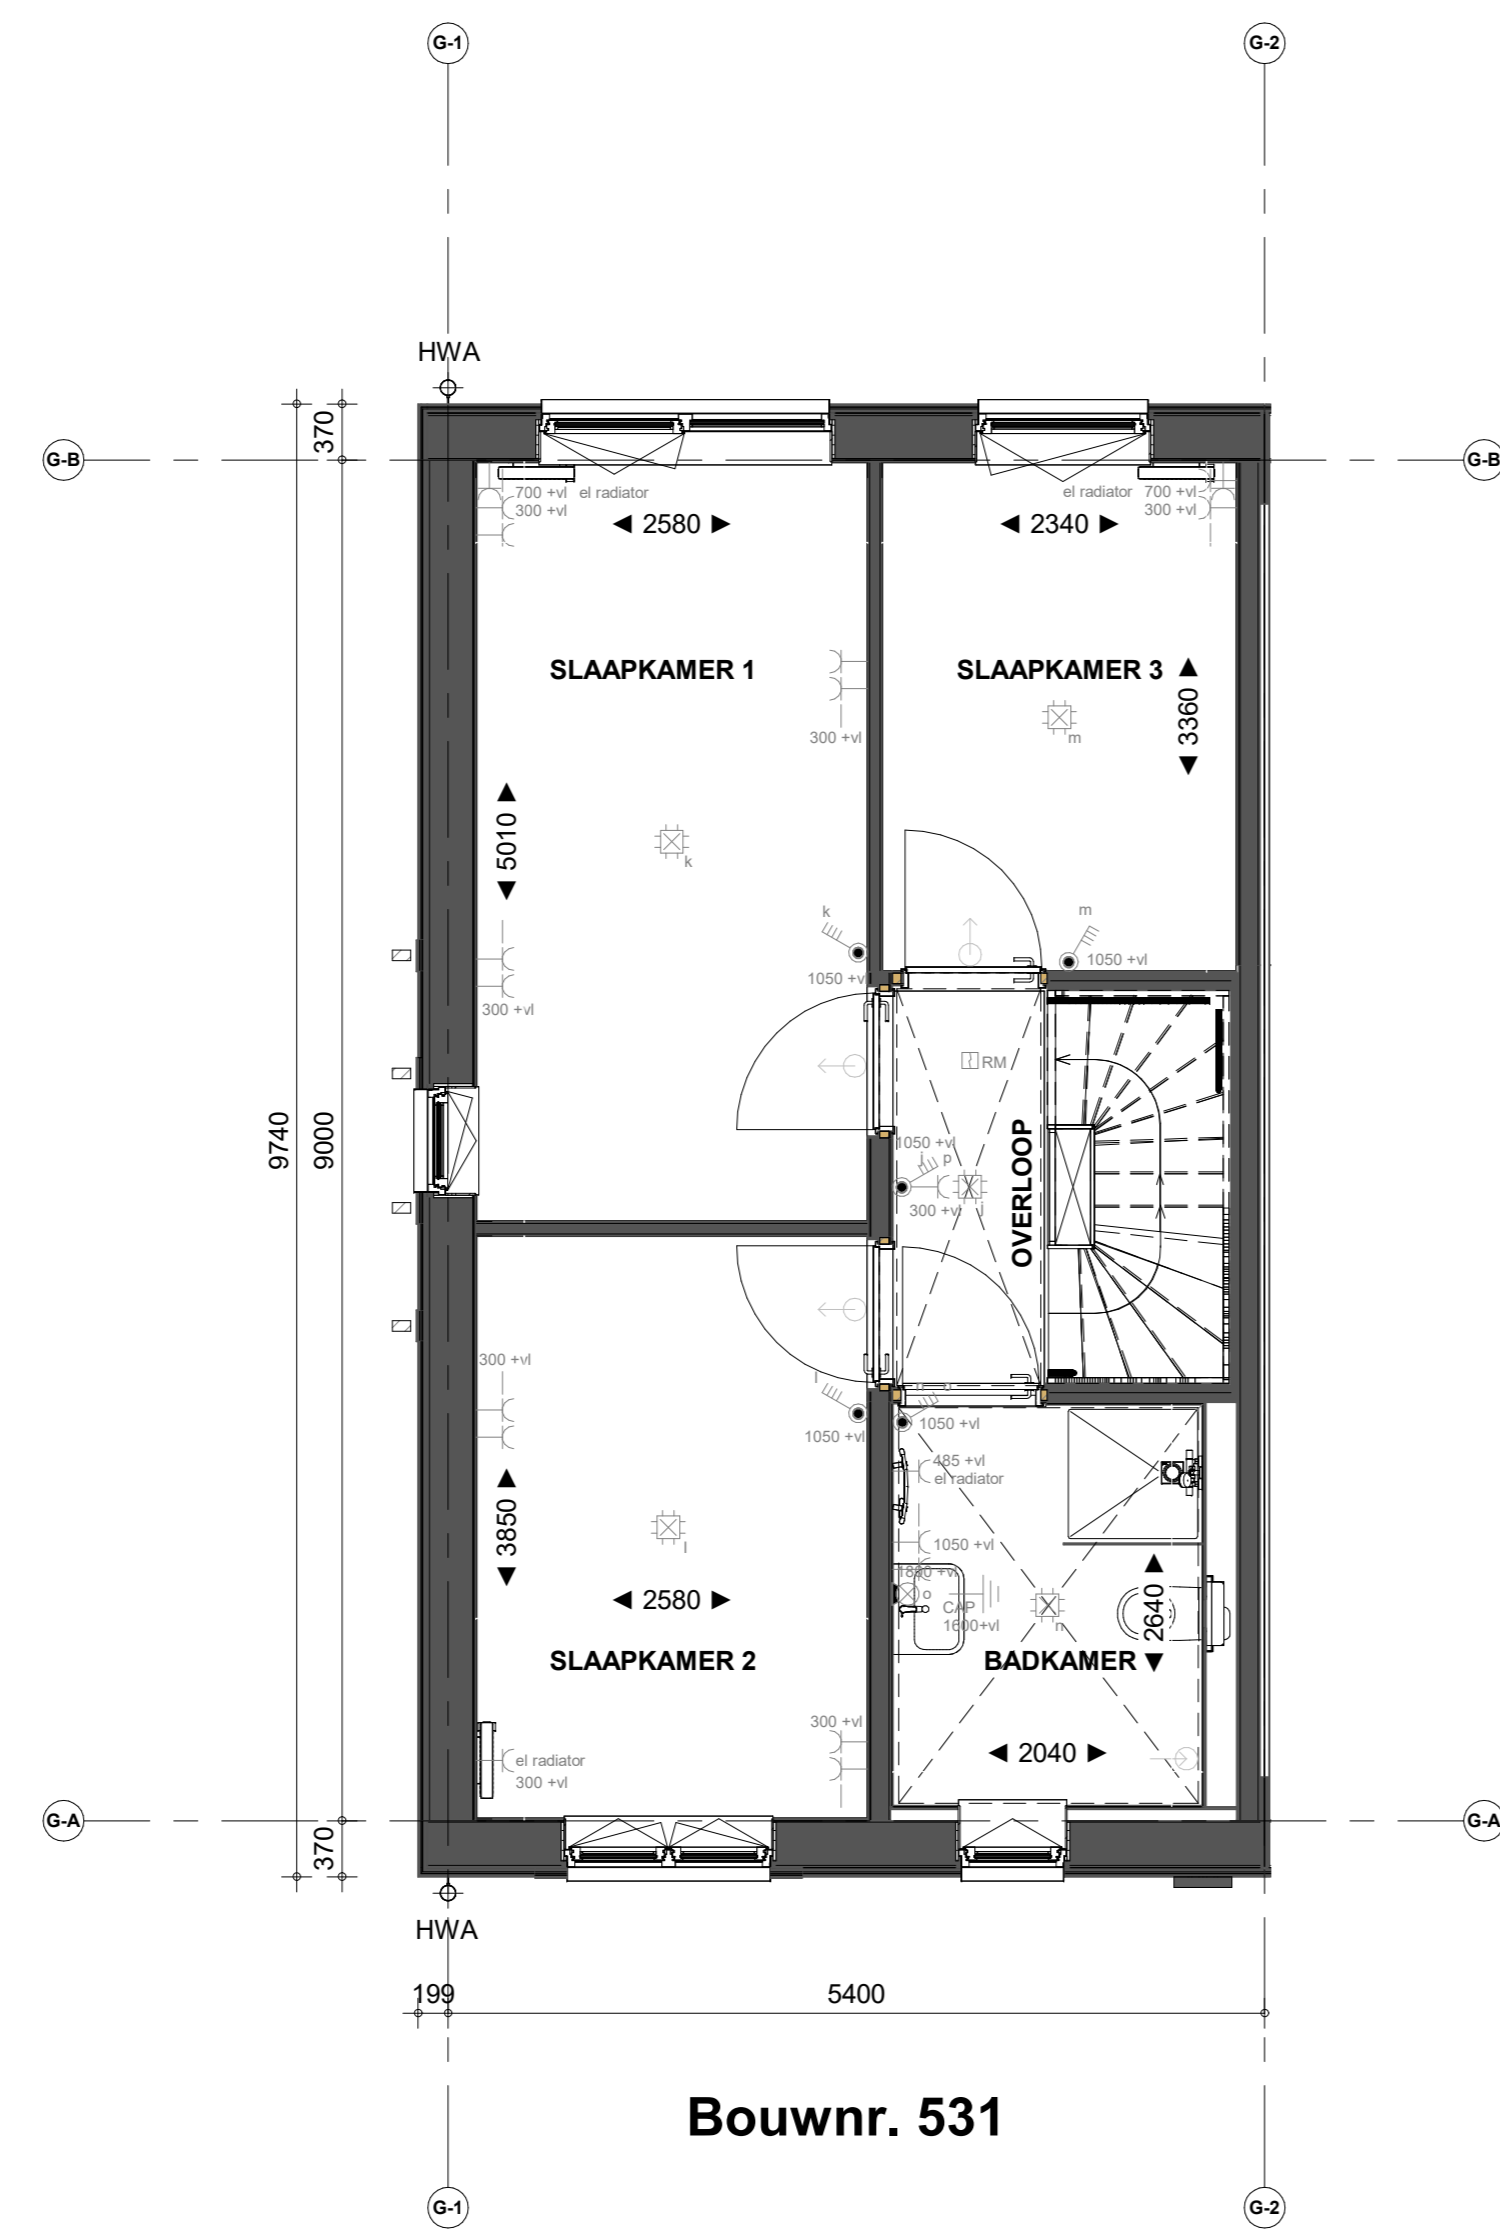 G-1 G-2
HWA
370
G-B G-B
700 +vl el radiator
300 +vl
el radiator 700 +vl
300 +vl
2580
2340
SLAAPKAMER 1
SLAAPKAMER 3
3360
m
300 +vl
5010
k
k
1050 +vl
m
1050 +vl
300 +vl
RM
9740
9000
1050 +vl
j p
300 +vl
j
OVERLOOP
300 +vl
l
1050 +vl
n o
1050 +vl
485 +vl
el radiator
3850
l
1050 +vl
1800 +vl
o
CAP
1600+vl
n
2640
2580
SLAAPKAMER 2
BADKAMER
300 +vl
el radiator
300 +vl
2040
G-A G-A
370
HWA
199
5400
Bouwnr. 531
G-1 G-2